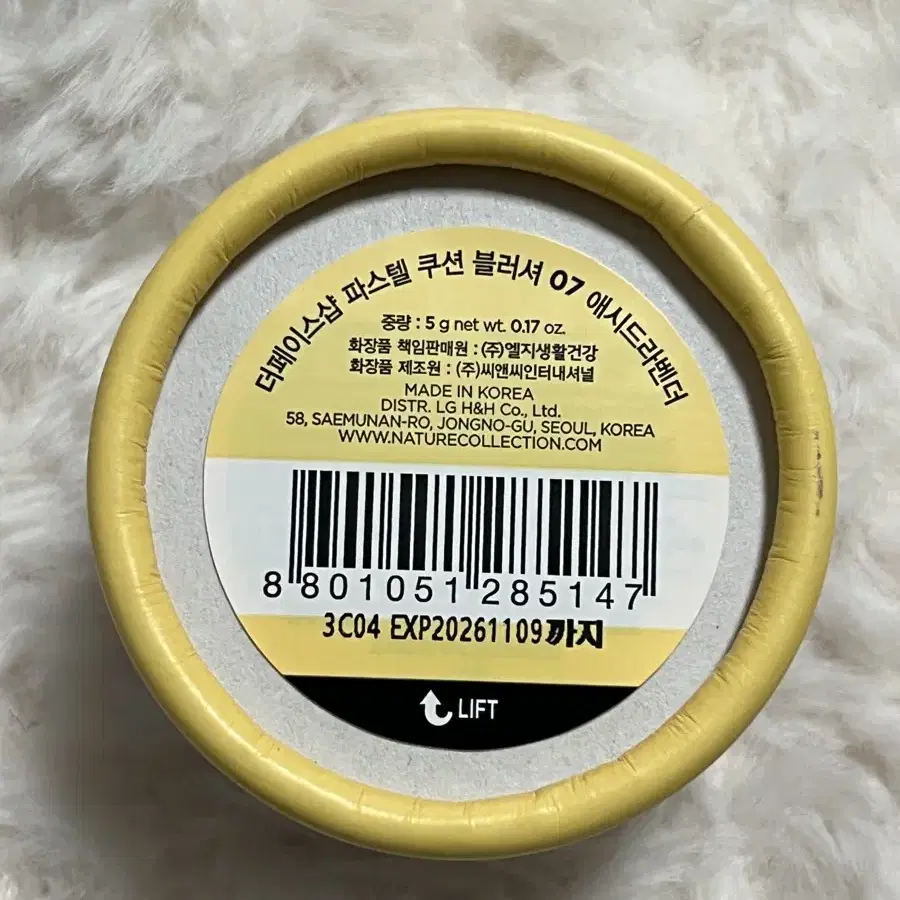 더페이스샵 파스텔 쿠션 블러셔 07 애시드라벤더
중량 : 5 g net wt. 0.17 oz.
화장품 책임판매원 : (주)엘지생활건강
화장품 제조원 : (주)씨앤씨인터내셔널
MADE IN KOREA
DISTR. LG H&H Co., Ltd.
58, SAEMUNAN-RO, JONGNO-GU, SEOUL, KOREA
WWW.NATURECOLLECTION.COM
8 801051 285147
3C04 EXP20261109까지
LIFT